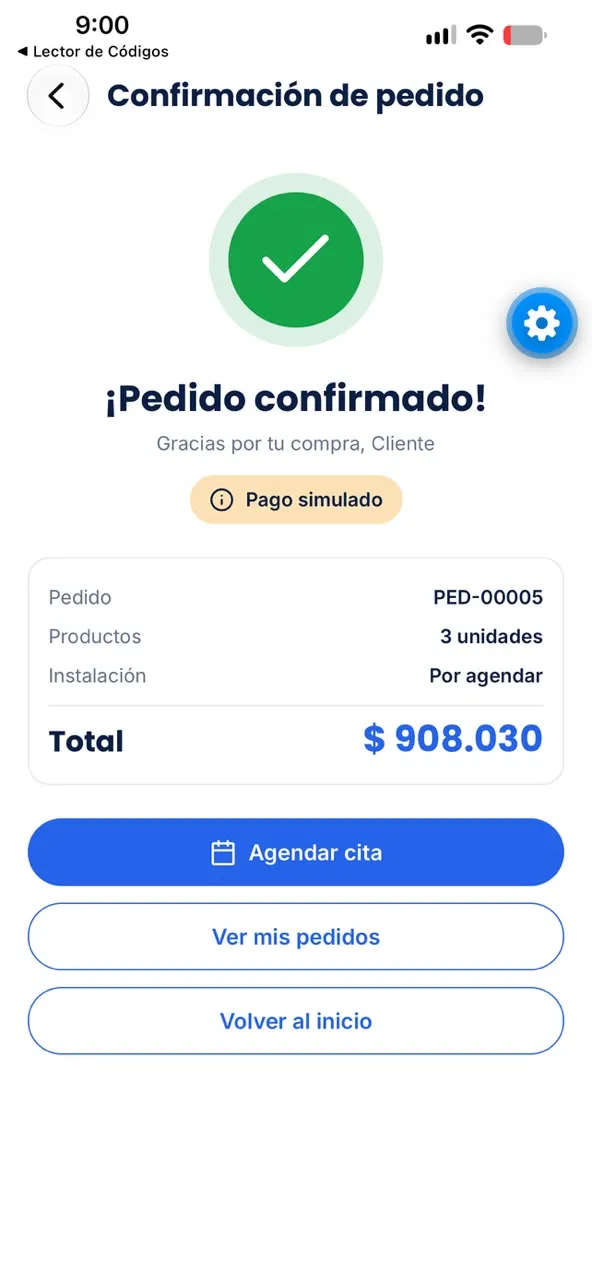 9:00
◀ Lector de Códigos
Confirmación de pedido
¡Pedido confirmado!
Gracias por tu compra, Cliente
Pago simulado
Pedido PED-00005
Productos 3 unidades
Instalación Por agendar
Total $ 908.030
Agendar cita
Ver mis pedidos
Volver al inicio